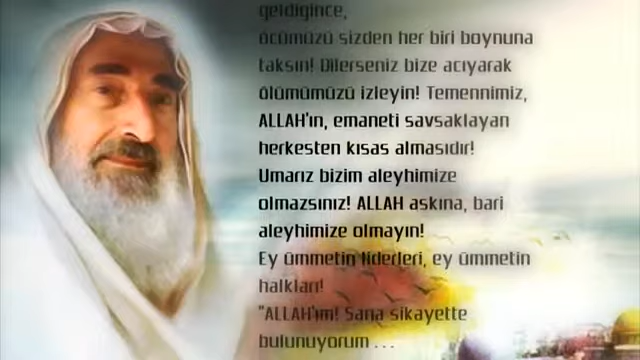 geldiğince,
öcümüzü sizden her biri boynuna
taksın! Dilerseniz bize acıyarak
ölümümüzü izleyin! Temennimiz,
ALLAH'ın, emaneti savsaklayan
herkesten kısas almasıdır!
Umarız bizim aleyhimize
olmazsınız! ALLAH aşkına, bari
aleyhimize olmayın!
Ey ümmetin liderleri, ey ümmetin
halkları!
"ALLAH'ım! Sana şikayette
bulunuyorum ...